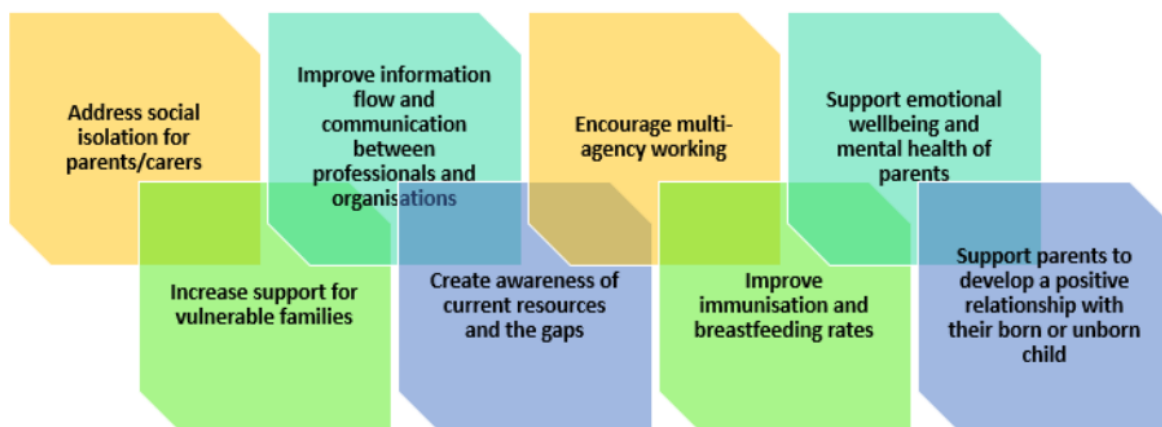 Address social
isolation for
parents/carers
Improve information
flow and
communication
between
professionals and
organisations
Encourage multi-
agency working
Support emotional
wellbeing and
mental health of
parents
Increase support for
vulnerable families
Create awareness of
current resources
and the gaps
Improve
immunisation and
breastfeeding rates
Support parents to
develop a positive
relationship with
their born or unborn
child